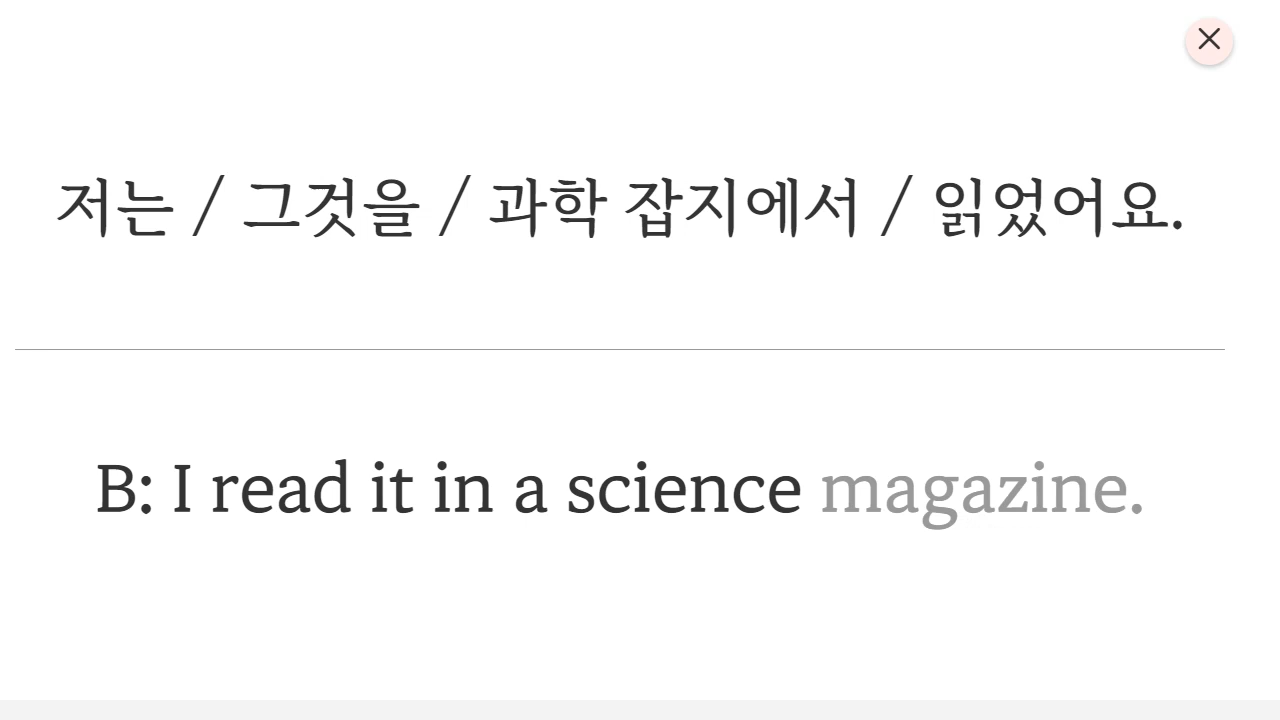 저는 / 그것을 / 과학 잡지에서 / 읽었어요.
B: I read it in a science magazine.